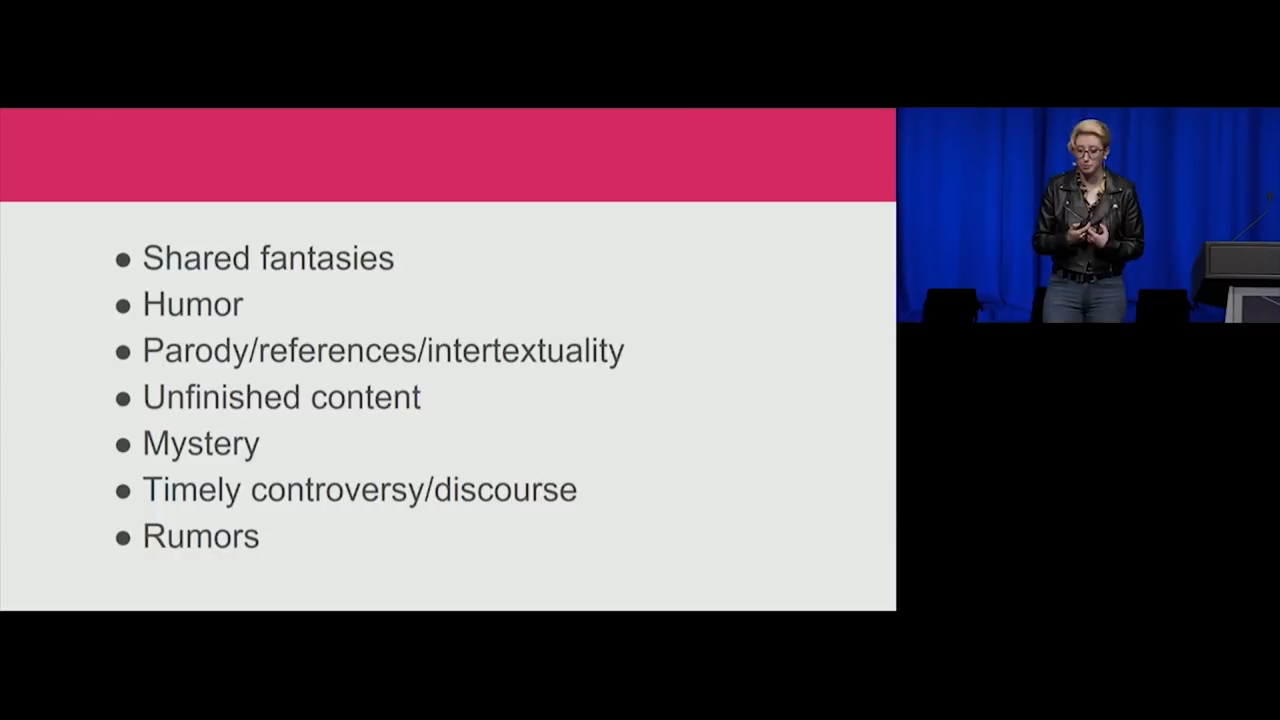 ● Shared fantasies
● Humor
● Parody/references/intertextuality
● Unfinished content
● Mystery
● Timely controversy/discourse
● Rumors